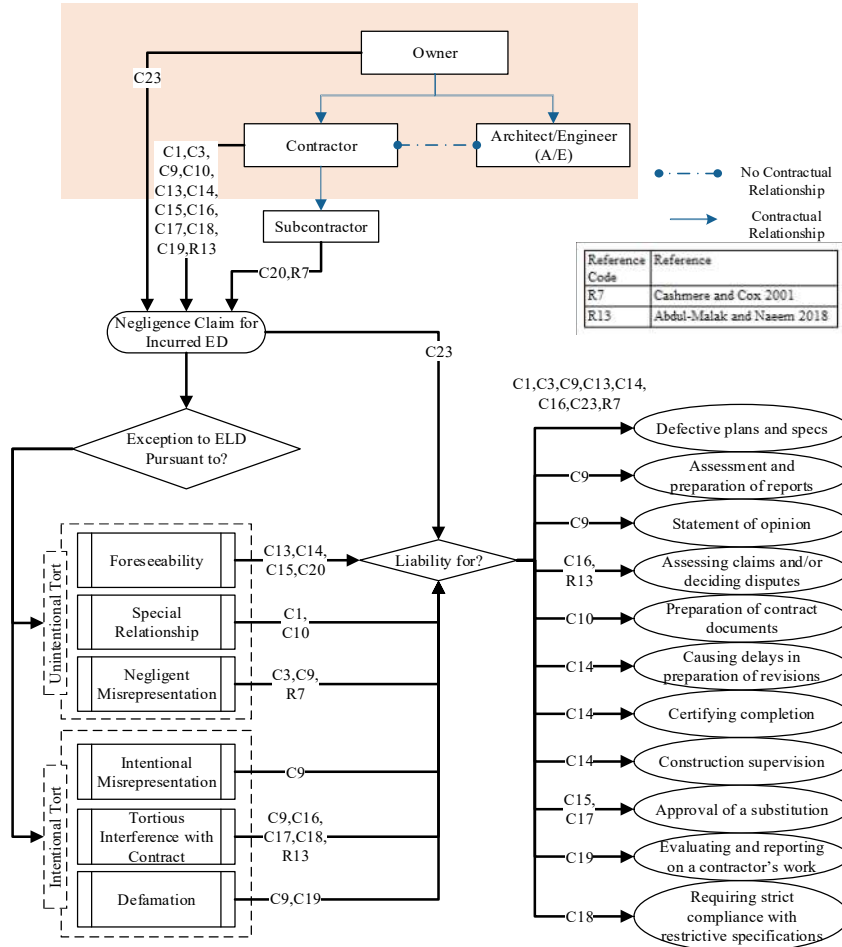 Owner
C23
Contractor
Architect/Engineer
(A/E)
C1,C3,
C9,C10,
C13,C14,
C15,C16,
C17,C18,
C19,R13
No Contractual
Relationship
Contractual
Relationship
Subcontractor
C20,R7
Reference Code
Reference
R7
Cashmere and Cox 2001
R13
Abdul-Malak and Naeem 2018
Negligence Claim for
Incurred ED
C23
Exception to ELD
Pursuant to?
C1,C3,C9,C13,C14,
C16,C23,R7
Defective plans and specs
C9
Assessment and
preparation of reports
C9
Statement of opinion
Unintentional Tort
Foreseeability
C13,C14,
C15,C20
Liability for?
C16,
R13
Assessing claims and/or
deciding disputes
Special
Relationship
C1,
C10
C10
Preparation of contract
documents
Negligent
Misrepresentation
C3,C9,
R7
C14
Causing delays in
preparation of revisions
C14
Certifying completion
Intentional Tort
Intentional
Misrepresentation
C9
C14
Construction supervision
Tortious
Interference with
Contract
C9,C16,
C17,C18,
R13
C15,
C17
Approval of a substitution
C19
Evaluating and reporting
on a contractor's work
Defamation
C9,C19
C18
Requiring strict
compliance with
restrictive specifications